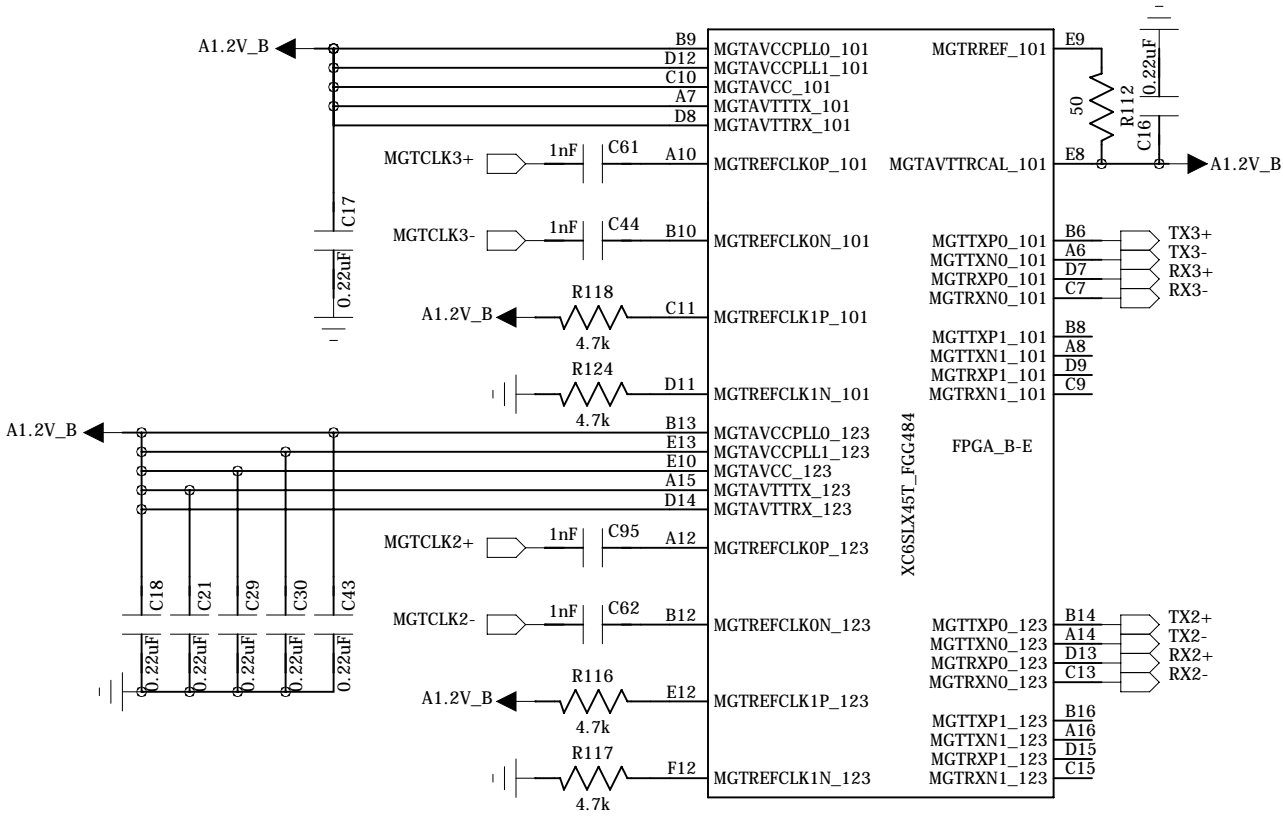 A1.2V_B
B9 MGTAVCCPLL0_101
D12 MGTAVCCPLL1_101
C10 MGTAVCC_101
A7 MGTAVTTTX_101
D8 MGTAVTTRX_101
MGTCLK3+ 1nF C61 A10 MGTREFCLK0P_101
MGTCLK3- 1nF C44 B10 MGTREFCLK0N_101
C17
0.22uF
A1.2V_B R118 4.7k C11 MGTREFCLK1P_101
R124 4.7k D11 MGTREFCLK1N_101
A1.2V_B
B13 MGTAVCCPLL0_123
E13 MGTAVCCPLL1_123
E10 MGTAVCC_123
A15 MGTAVTTTX_123
D14 MGTAVTTRX_123
MGTCLK2+ 1nF C95 A12 MGTREFCLK0P_123
MGTCLK2- 1nF C62 B12 MGTREFCLK0N_123
C18 C21 C29 C30 C43
0.22uF 0.22uF 0.22uF 0.22uF 0.22uF
A1.2V_B R116 4.7k E12 MGTREFCLK1P_123
R117 4.7k F12 MGTREFCLK1N_123
XC6SLX45T_FGG484
FPGA_B-E
MGTRREF_101 E9
50 R112
C16 0.22uF
MGTAVTTRCAL_101 E8 A1.2V_B
MGTTXP0_101 B6 TX3+
MGTTXN0_101 A6 TX3-
MGTRXP0_101 D7 RX3+
MGTRXN0_101 C7 RX3-
MGTTXP1_101 B8
MGTTXN1_101 A8
MGTRXP1_101 D9
MGTRXN1_101 C9
MGTTXP0_123 B14 TX2+
MGTTXN0_123 A14 TX2-
MGTRXP0_123 D13 RX2+
MGTRXN0_123 C13 RX2-
MGTTXP1_123 B16
MGTTXN1_123 A16
MGTRXP1_123 D15
MGTRXN1_123 C15